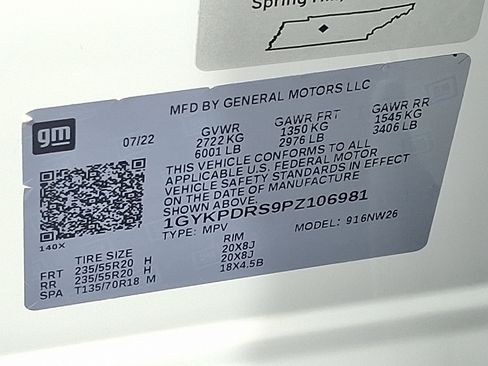 Spring Hill,
MFD BY GENERAL MOTORS LLC
gm
07/22
GVWR GAWR FRT GAWR RR
2722 KG 1350 KG 1545 KG
6001 LB 2976 LB 3406 LB
THIS VEHICLE CONFORMS TO ALL
APPLICABLE U.S. FEDERAL MOTOR
VEHICLE SAFETY STANDARDS IN EFFECT
ON THE DATE OF MANUFACTURE
SHOWN ABOVE.
1GYKPDRS9PZ106981
TYPE: MPV MODEL: 916NW26
140X
TIRE SIZE RIM
FRT 235/55R20 H 20X8J
RR 235/55R20 H 20X8J
SPA T135/70R18 M 18X4.5B